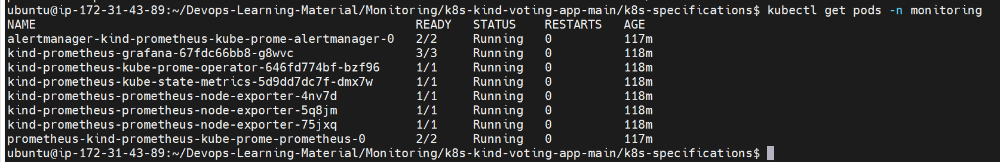 ubuntu@ip-172-31-43-89:~/Devops-Learning-Material/Monitoring/k8s-kind-voting-app-main/k8s-specifications$ kubectl get pods -n monitoring
NAME READY STATUS RESTARTS AGE
alertmanager-kind-prometheus-kube-prome-alertmanager-0 2/2 Running 0 117m
kind-prometheus-grafana-67fdc66bb8-g8wvc 3/3 Running 0 118m
kind-prometheus-kube-prome-operator-646fd774bf-bzf96 1/1 Running 0 118m
kind-prometheus-kube-state-metrics-5d9dd7dc7f-dmx7w 1/1 Running 0 118m
kind-prometheus-prometheus-node-exporter-4nv7d 1/1 Running 0 118m
kind-prometheus-prometheus-node-exporter-5q8jm 1/1 Running 0 118m
kind-prometheus-prometheus-node-exporter-75jxq 1/1 Running 0 118m
prometheus-kind-prometheus-kube-prome-prometheus-0 2/2 Running 0 117m
ubuntu@ip-172-31-43-89:~/Devops-Learning-Material/Monitoring/k8s-kind-voting-app-main/k8s-specifications$